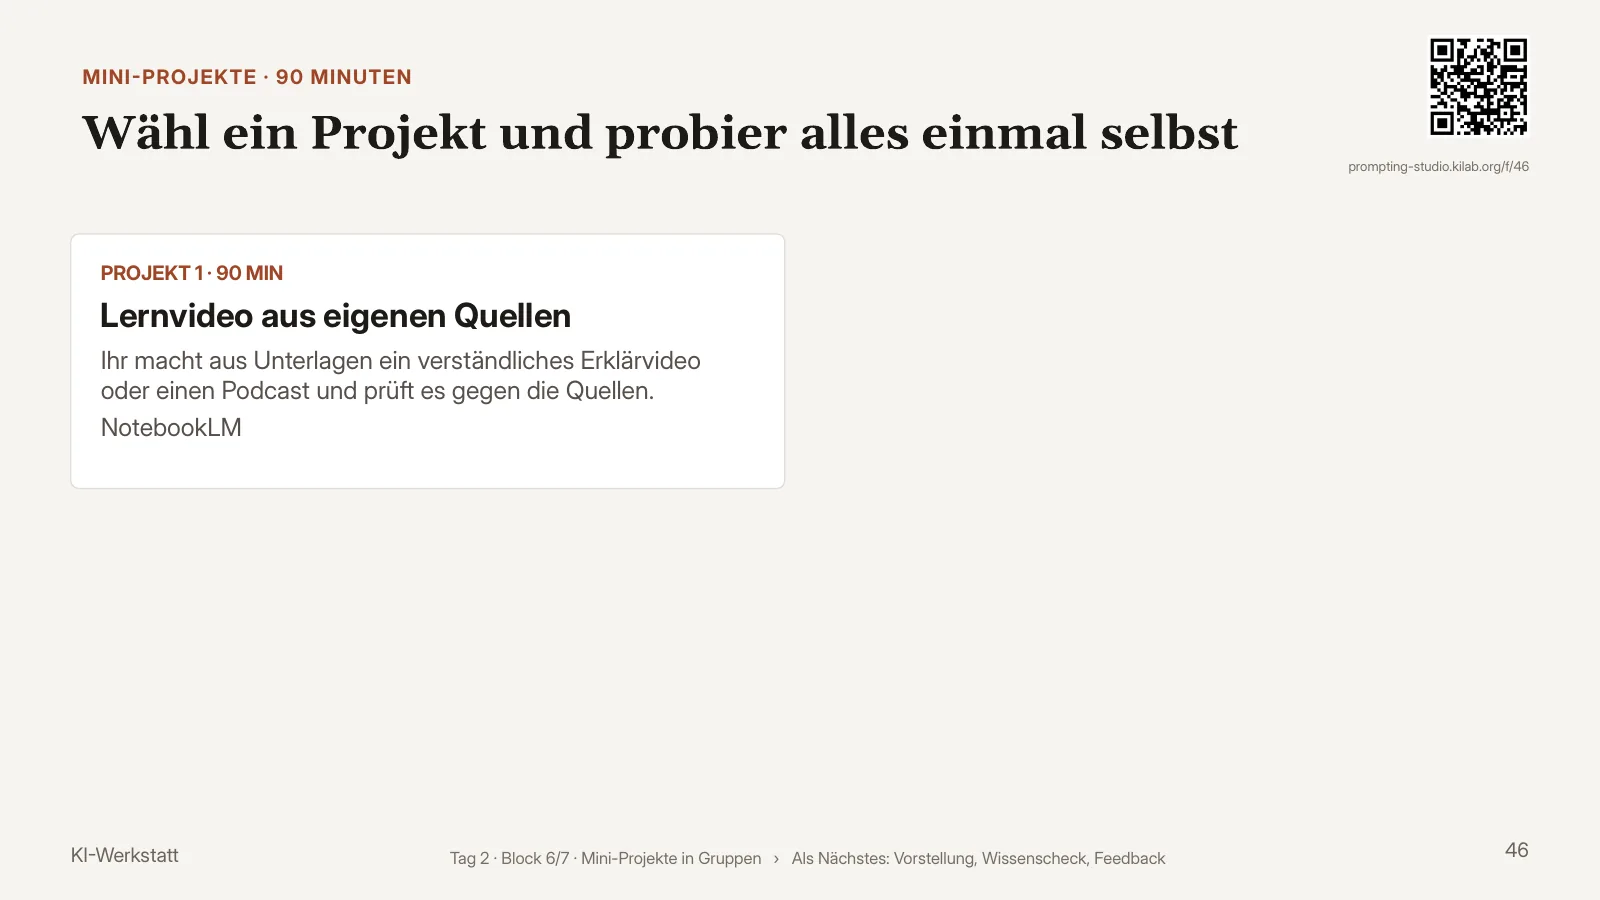 MINI-PROJEKTE · 90 MINUTEN
Wähl ein Projekt und probier alles einmal selbst
prompting-studio.kilab.org/f/46
PROJEKT 1 · 90 MIN
Lernvideo aus eigenen Quellen
Ihr macht aus Unterlagen ein verständliches Erklärvideo
oder einen Podcast und prüft es gegen die Quellen.
NotebookLM
KI-Werkstatt
Tag 2 · Block 6/7 · Mini-Projekte in Gruppen › Als Nächstes: Vorstellung, Wissenscheck, Feedback
46